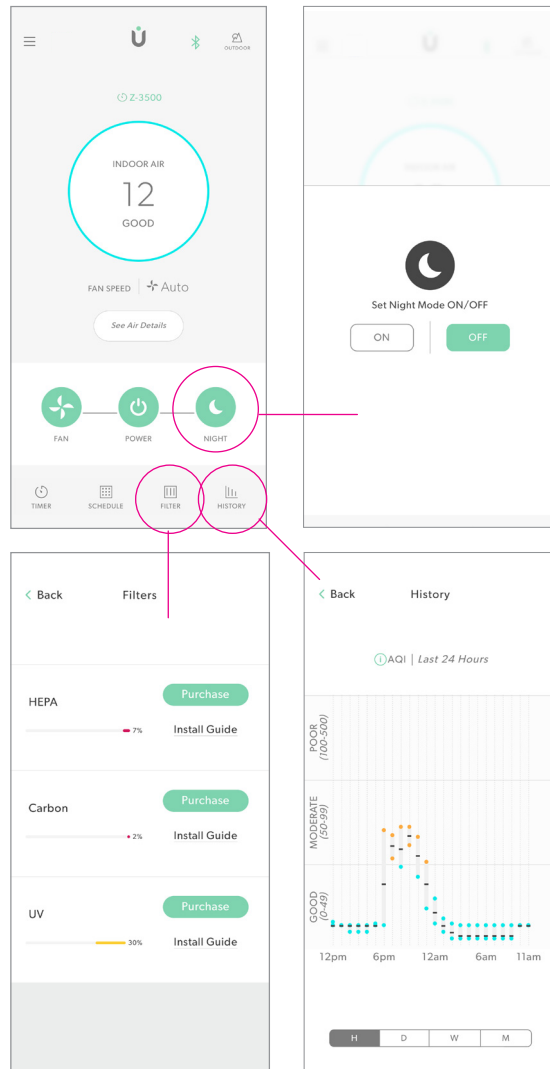 Ü
OUTDOOR
Z-3500
INDOOR AIR
12
GOOD
FAN SPEED
Auto
See Air Details
FAN
POWER
NIGHT
TIMER
SCHEDULE
FILTER
HISTORY
Set Night Mode ON/OFF
ON
OFF
Back
Filters
HEPA
Purchase
7%
Install Guide
Carbon
Purchase
2%
Install Guide
UV
Purchase
30%
Install Guide
Back
History
AQI | Last 24 Hours
POOR
(100-500)
MODERATE
(50-99)
GOOD
(0-49)
12pm 6pm 12am 6am 11am
H D W M